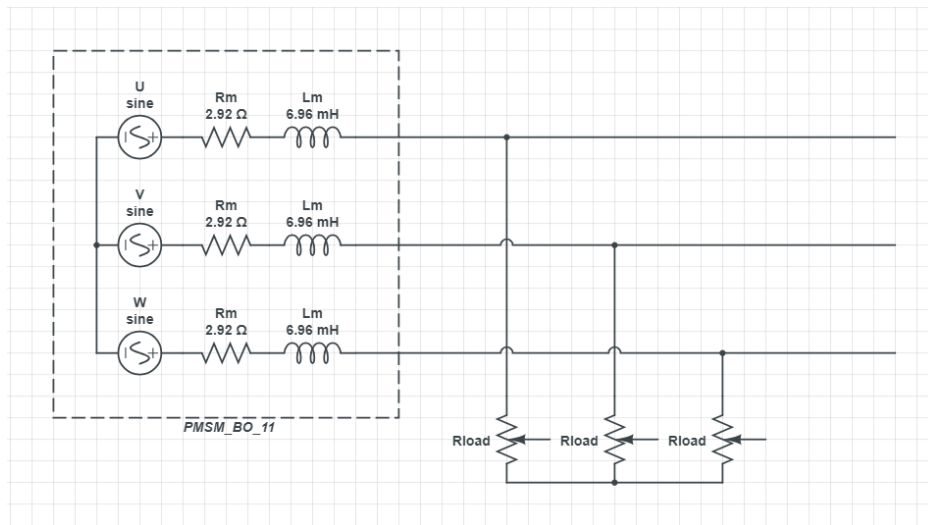 U
sine
Rm
2.92 Ω
Lm
6.96 mH
V
sine
Rm
2.92 Ω
Lm
6.96 mH
W
sine
Rm
2.92 Ω
Lm
6.96 mH
PMSM_BO_11
Rload
Rload
Rload